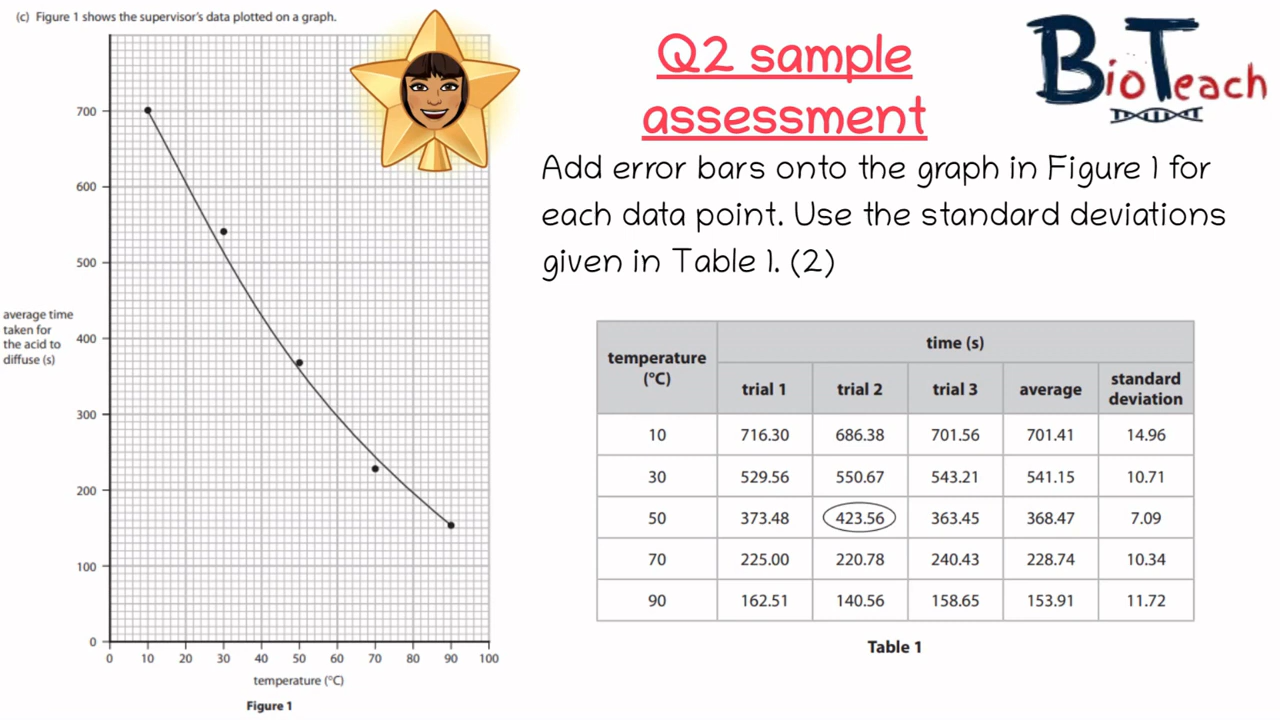 (c) Figure 1 shows the supervisor's data plotted on a graph.
700
600
500
400
300
200
100
0
average time
taken for
the acid to
diffuse (s)
0 10 20 30 40 50 60 70 80 90 100
temperature (°C)
Figure 1
Q2 sample
assessment
BioTeach
Add error bars onto the graph in Figure 1 for
each data point. Use the standard deviations
given in Table 1. (2)
temperature
(°C)
time (s)
trial 1 trial 2 trial 3 average standard
deviation
10 716.30 686.38 701.56 701.41 14.96
30 529.56 550.67 543.21 541.15 10.71
50 373.48 423.56 363.45 368.47 7.09
70 225.00 220.78 240.43 228.74 10.34
90 162.51 140.56 158.65 153.91 11.72
Table 1